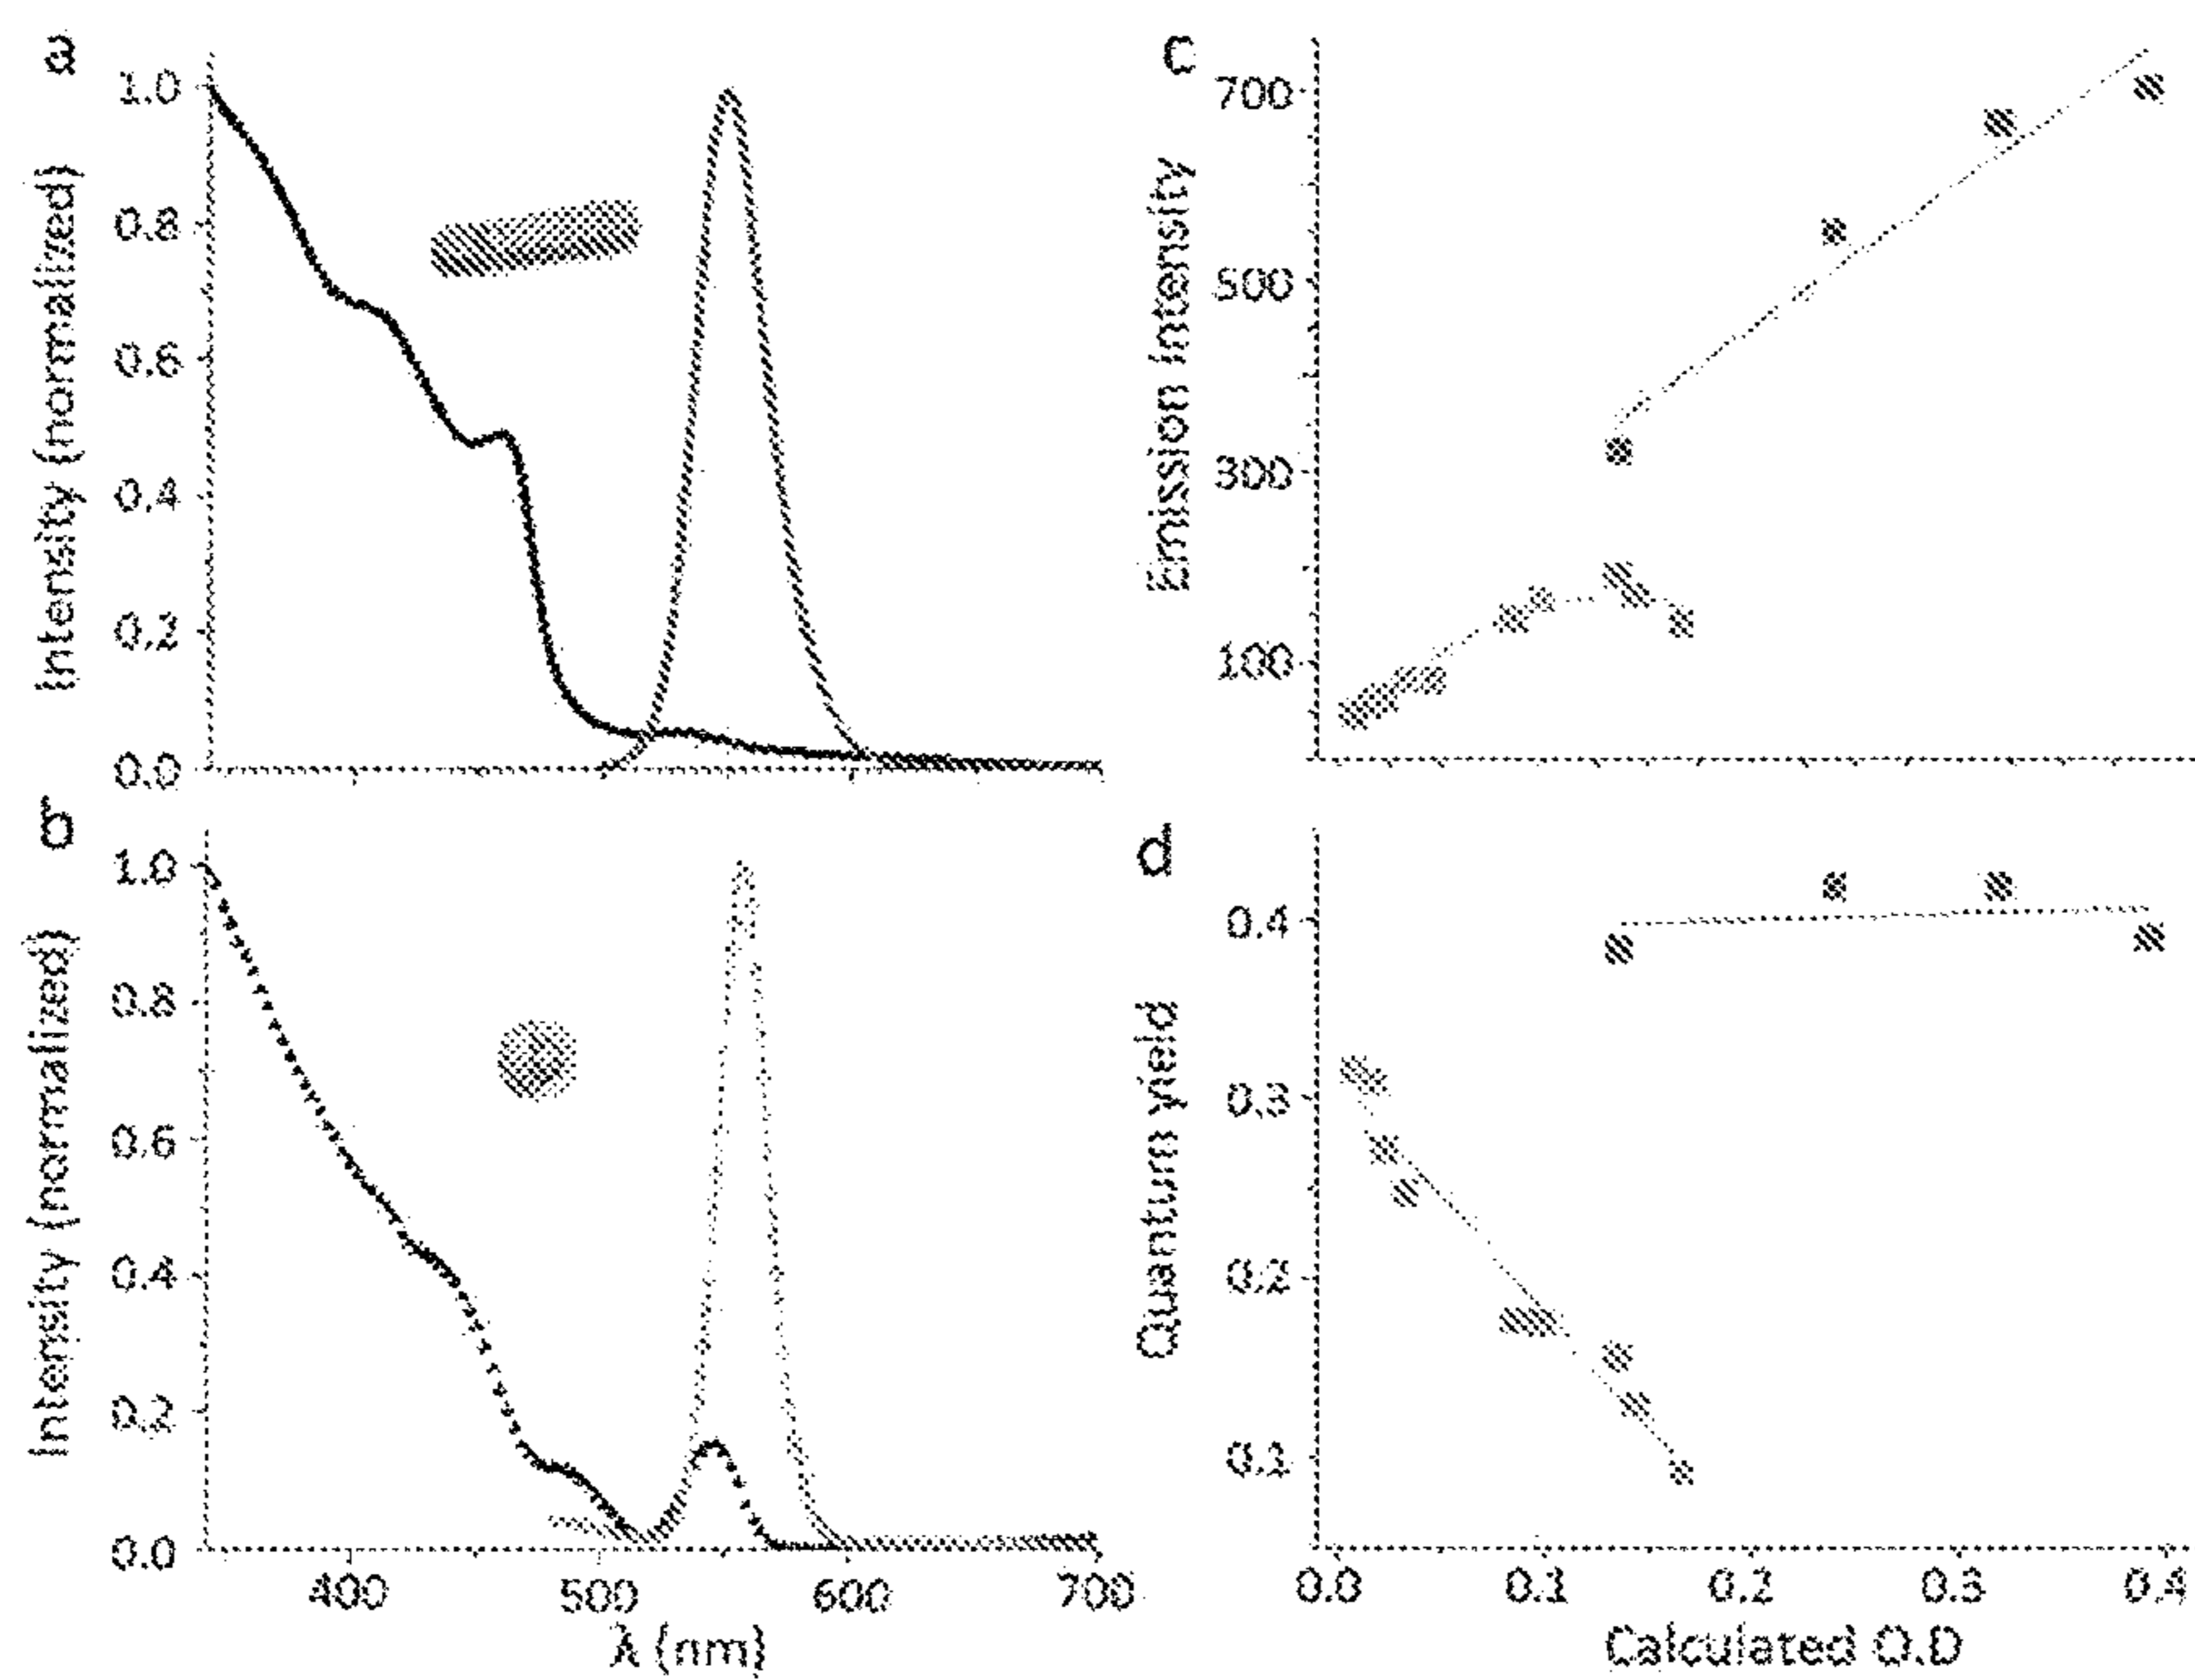 a
Intensity (normalized)
1.0
0.8
0.6
0.4
0.2
0.0
b
Intensity (normalized)
1.0
0.8
0.6
0.4
0.2
0.0
400
500
600
700
λ (nm)
c
Emission Intensity
700
500
300
100
d
Quantum yield
0.4
0.3
0.2
0.1
0.0
0.1
0.2
0.3
0.4
Calculated O.D